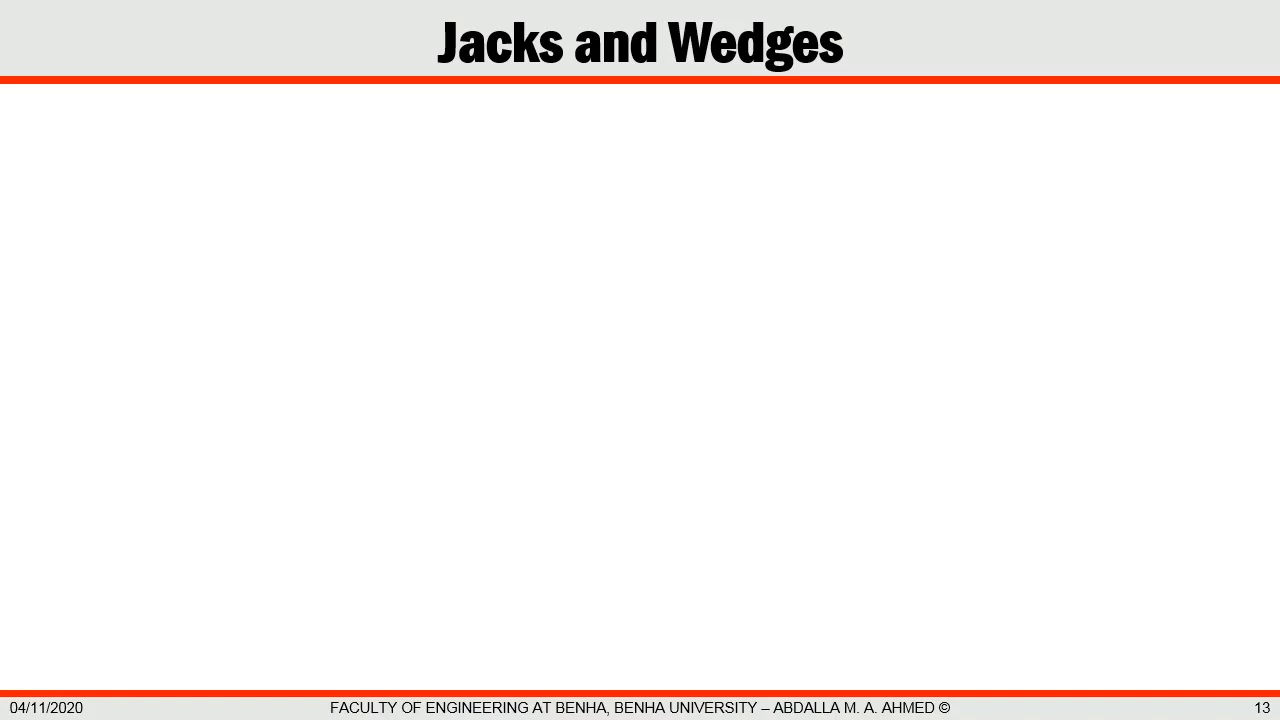 Jacks and Wedges
04/11/2020
FACULTY OF ENGINEERING AT BENHA, BENHA UNIVERSITY – ABDALLA M. A. AHMED ©
13